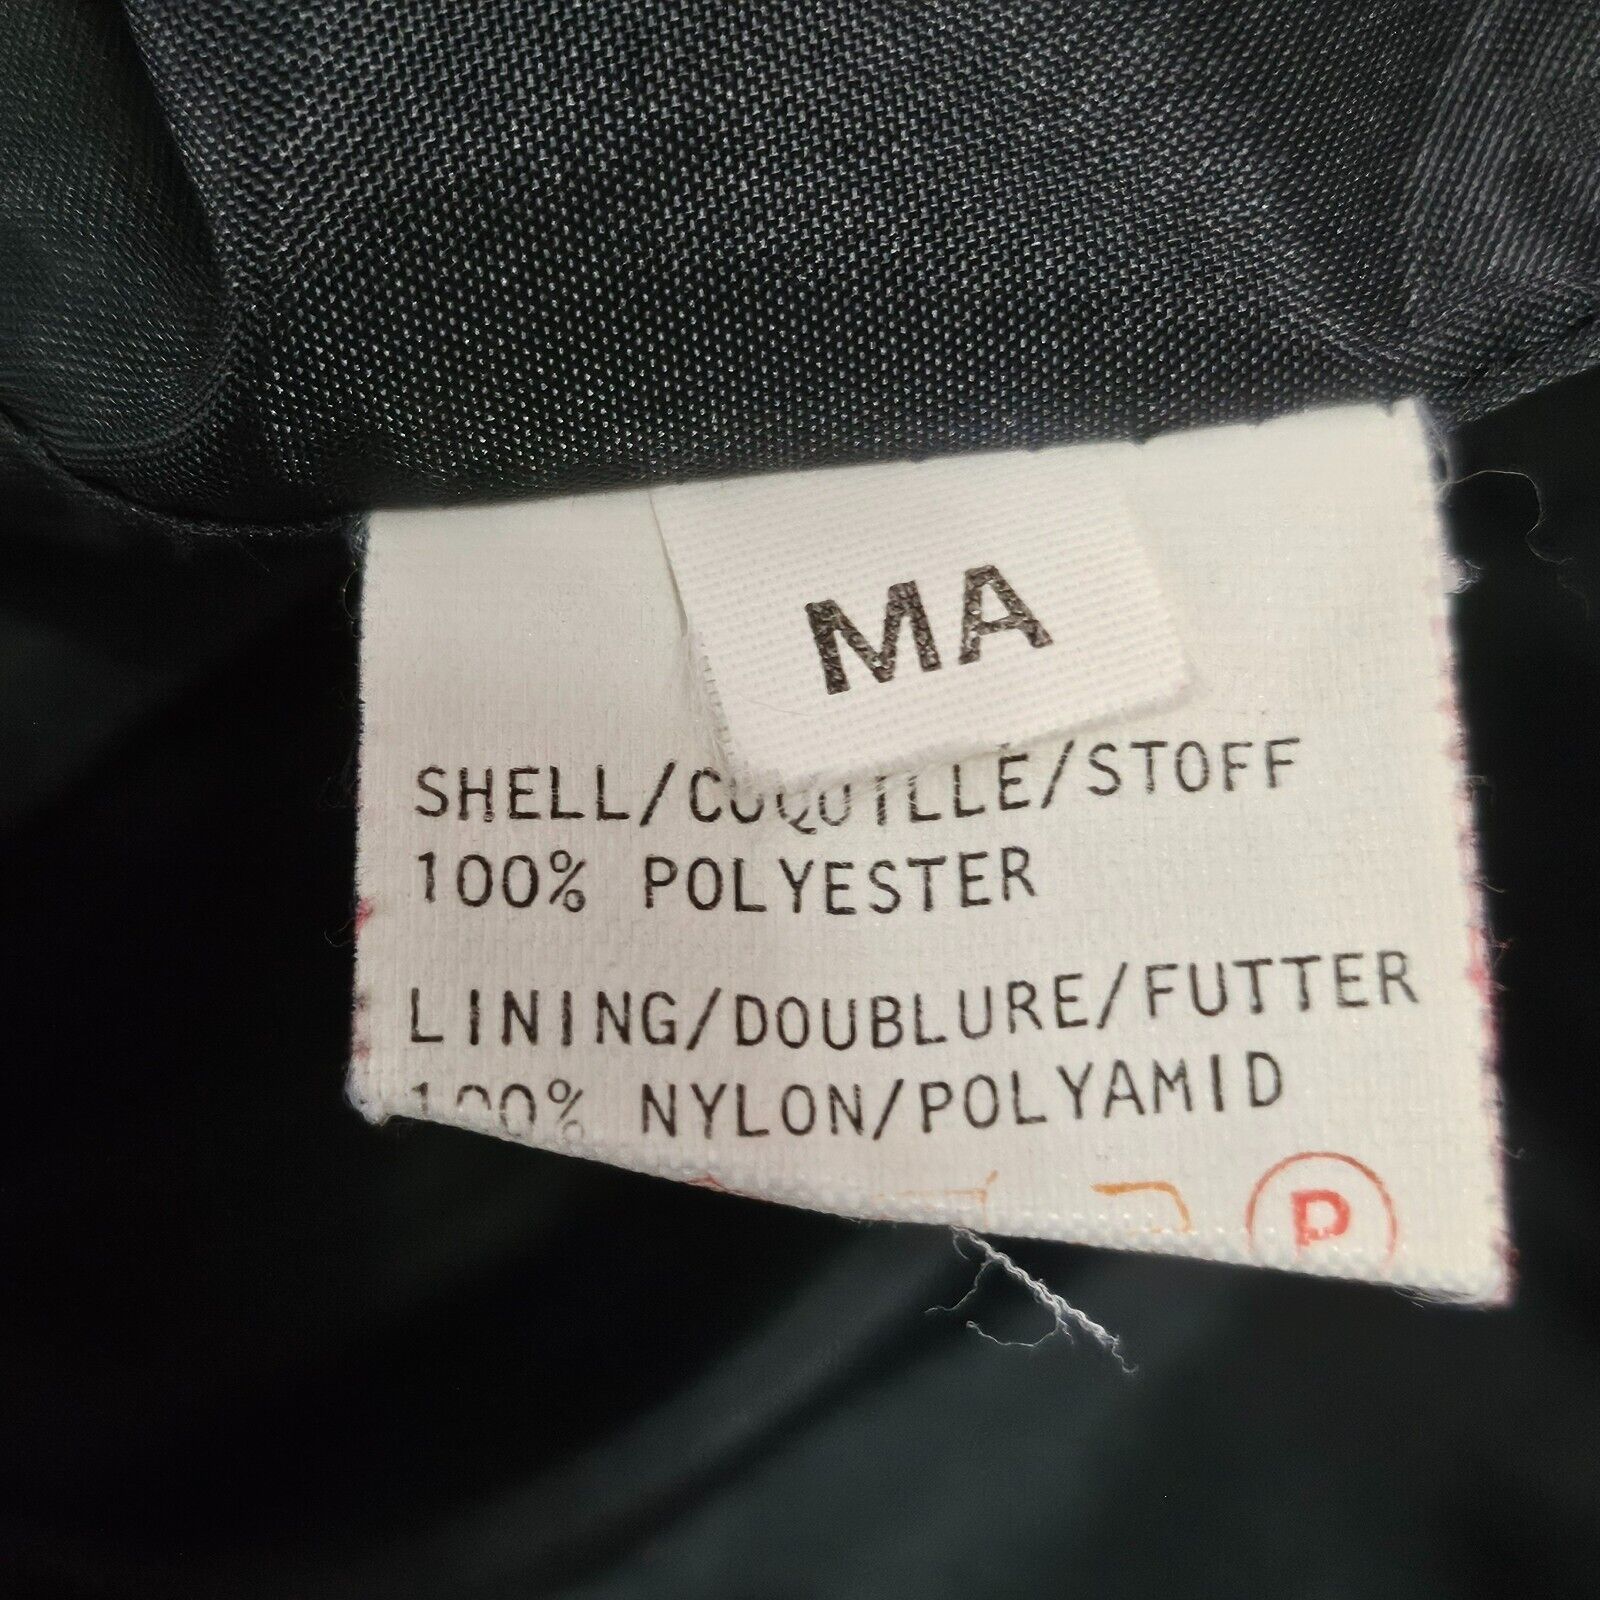 MA
SHELL/COQUILLE/STOFF
100% POLYESTER
LINING/DOUBLURE/FUTTER
100% NYLON/POLYAMID
P